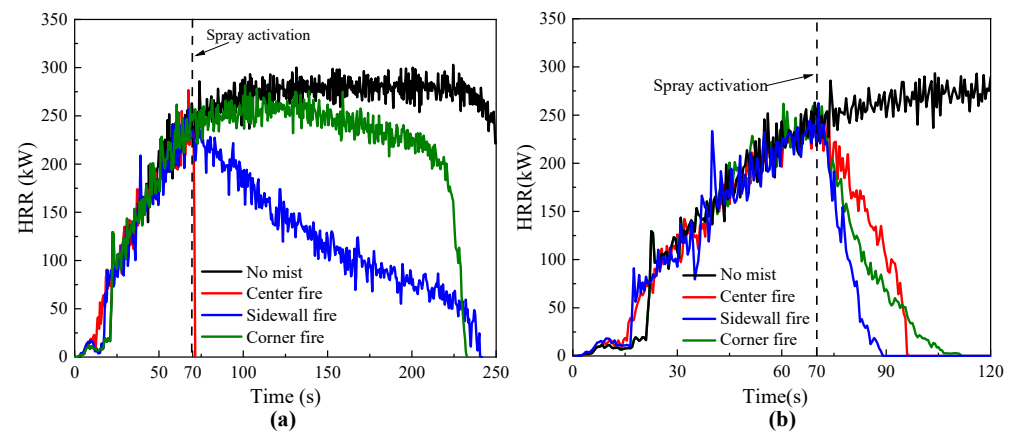 350
300
250
200
150
100
50
0
HRR (kW)
Spray activation
No mist
Center fire
Sidewall fire
Corner fire
0 50 70 100 150 200 250
Time (s)
(a)
350
300
250
200
150
100
50
0
HRR(kW)
Spray activation
No mist
Center fire
Sidewall fire
Corner fire
0 30 60 70 90 120
Time(s)
(b)